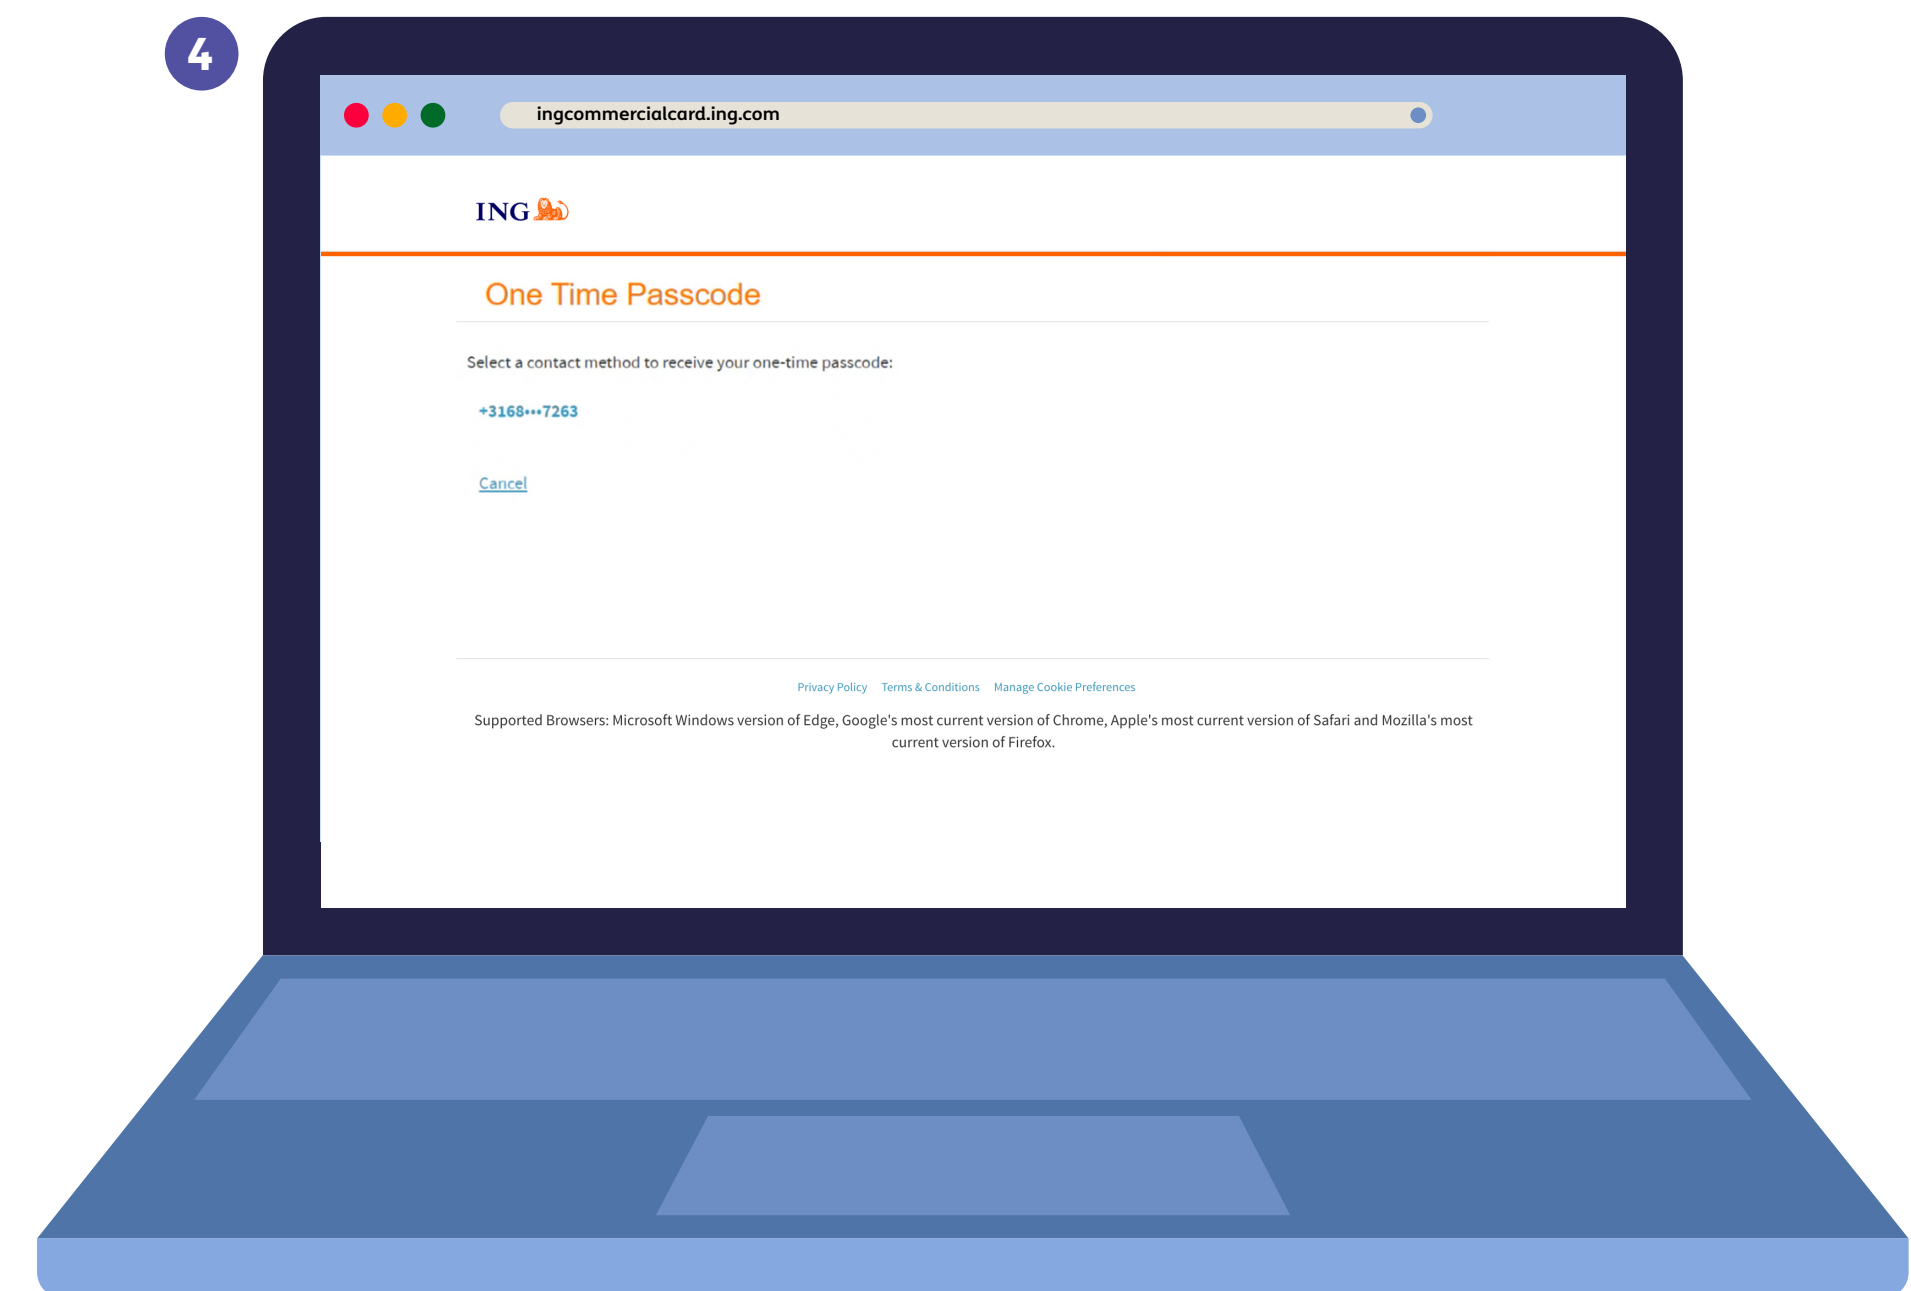 4
ingcommercialcard.ing.com
ING
One Time Passcode
Select a contact method to receive your one-time passcode:
+3168•••7263
Cancel
Privacy Policy Terms & Conditions Manage Cookie Preferences
Supported Browsers: Microsoft Windows version of Edge, Google's most current version of Chrome, Apple's most current version of Safari and Mozilla's most
current version of Firefox.